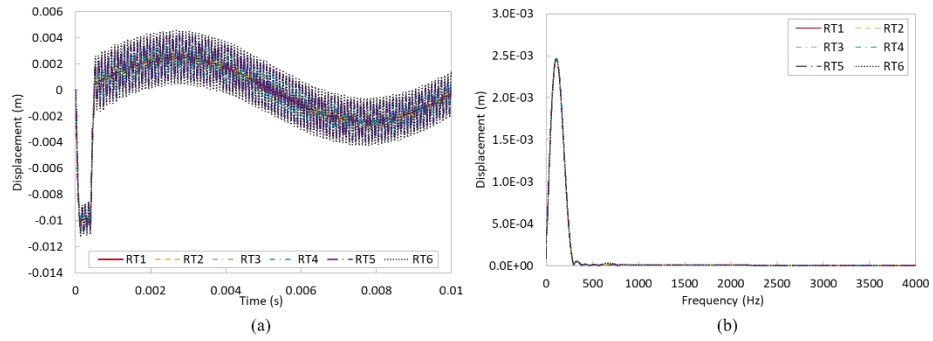 0.006
0.004
0.002
0
-0.002
-0.004
0.006
-0.008
-0.01
-0.012
-0.014
Displacement (m)
0 0.002 0.004 0.006 0.008 0.01
Time (s)
RT1 RT2 RT3 RT4 RT5 RT6
(a)
3.0E-03
2.5E-03
2.0E-03
1.5E-03
1.0E-03
5.0E-04
0.0E+00
Displacement (m)
0 500 1000 1500 2000 2500 3000 3500 4000
Frequency (Hz)
RT1 RT2
RT3 RT4
RT5 RT6
(b)